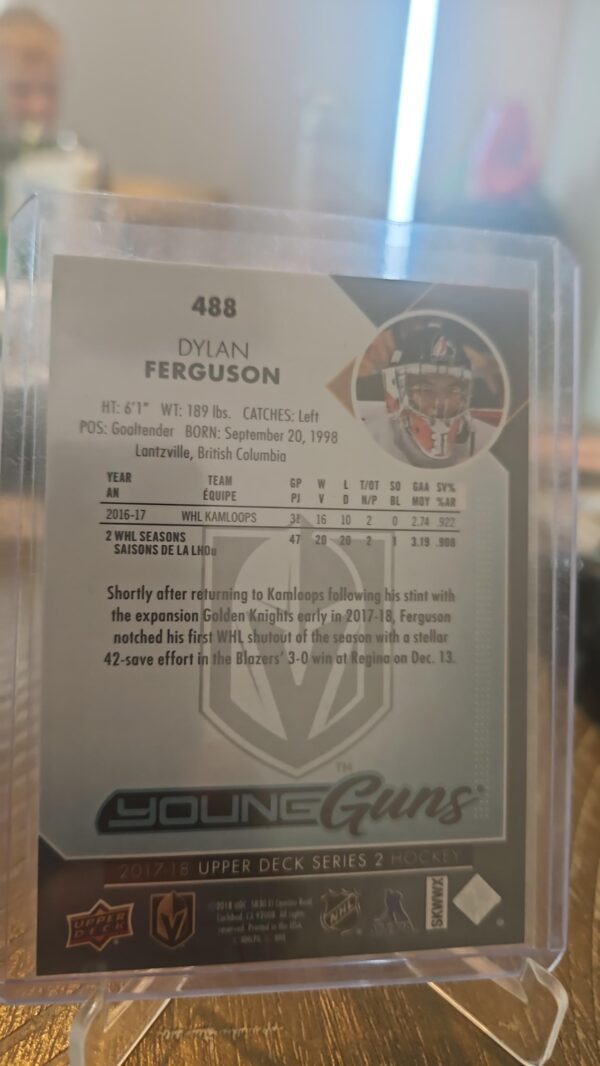 488
DYLAN
FERGUSON
HT: 6'1" WT: 189 lbs. CATCHES: Left
POS: Goaltender BORN: September 20, 1998
Lantzville, British Columbia
YEAR TEAM GP W L T/OT SO GAA SV%
AN ÉQUIPE PJ V D N/P BL MOY %AR
2016-17 WHL KAMLOOPS 16 10 2 0 2.74 .922
2 WHL SEASONS 47 20 20 2 1 3.19 .908
SAISONS DE LA LHOu
Shortly after returning to Kamloops following his stint with
the expansion Golden Knights early in 2017-18, Ferguson
notched his first WHL shutout of the season with a stellar
42-save effort in the Blazers' 3-0 win at Regina on Dec. 13.
TM
YOUNG Guns
2017-18 UPPER DECK SERIES 2 HOCKEY
UPPER
DECK
NHL
SKWWX